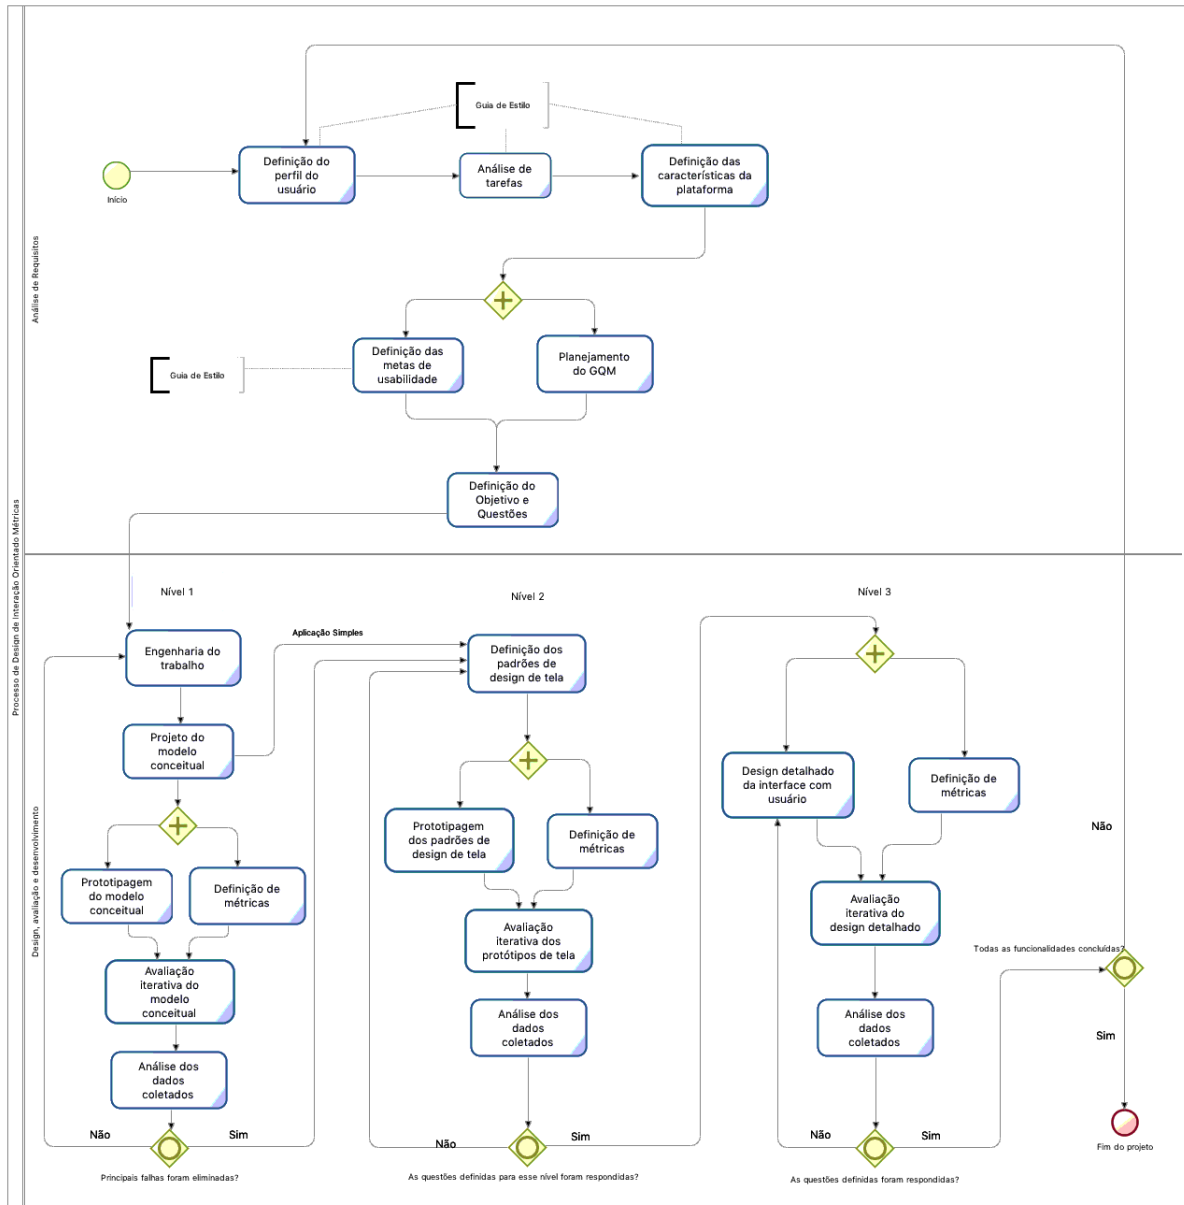 Processo de Design de Interação Orientado Métricas
Análise de Requisitos
Guia de Estilo
Início
Definição do
perfil do
usuário
Análise de
tarefas
Definição das
características da
plataforma
Guia de Estilo
Definição das
metas de
usabilidade
Planejamento
do GQM
Definição do
Objetivo e
Questões
Design, avaliação e desenvolvimento
Nível 1
Engenharia do
trabalho
Aplicação Simples
Projeto do
modelo
conceitual
Prototipagem
do modelo
conceitual
Definição de
métricas
Avaliação
iterativa do
modelo
conceitual
Análise dos
dados
coletados
Não
Sim
Principais falhas foram eliminadas?
Nível 2
Definição dos
padrões de
design de tela
Prototipagem
dos padrões de
design de tela
Definição de
métricas
Avaliação
iterativa dos
protótipos de tela
Análise dos
dados
coletados
Não
Sim
As questões definidas para esse nível foram respondidas?
Nível 3
Design detalhado
da interface com
usuário
Definição de
métricas
Avaliação
iterativa do
design detalhado
Análise dos
dados
coletados
Não
Sim
As questões definidas foram respondidas?
Não
Todas as funcionalidades concluídas?
Sim
Fim do projeto